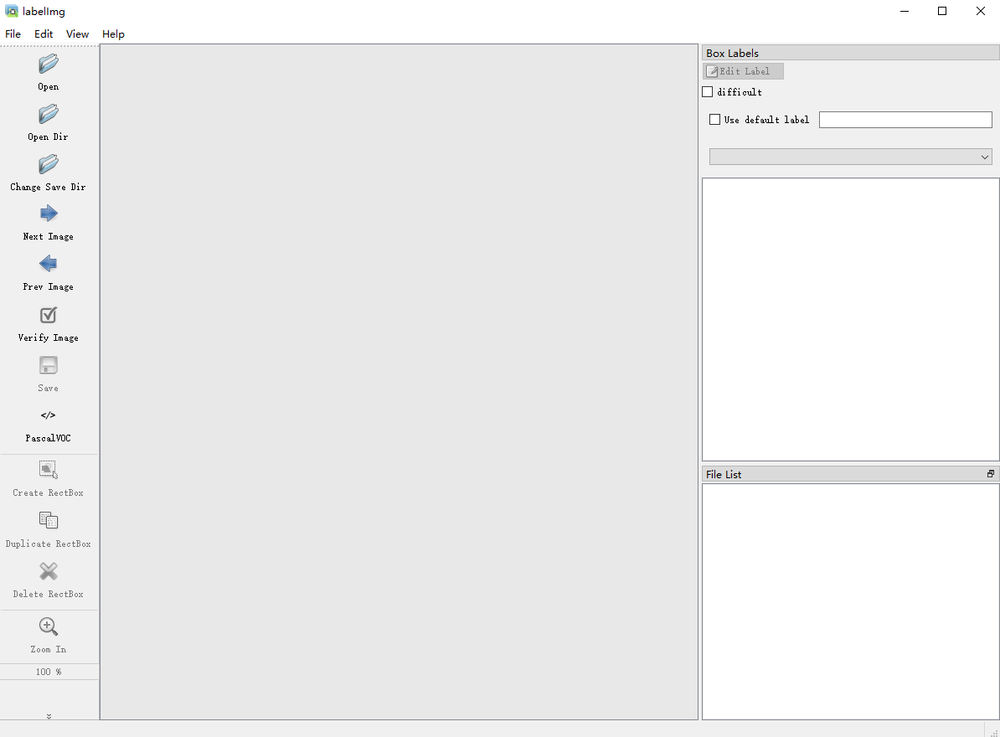 labelImg
File Edit View Help
Open
Open Dir
Change Save Dir
Next Image
Prev Image
Verify Image
Save
</>
PascalVOC
Create RectBox
Duplicate RectBox
Delete RectBox
Zoom In
100 %
Box Labels
Edit Label
difficult
Use default label
File List